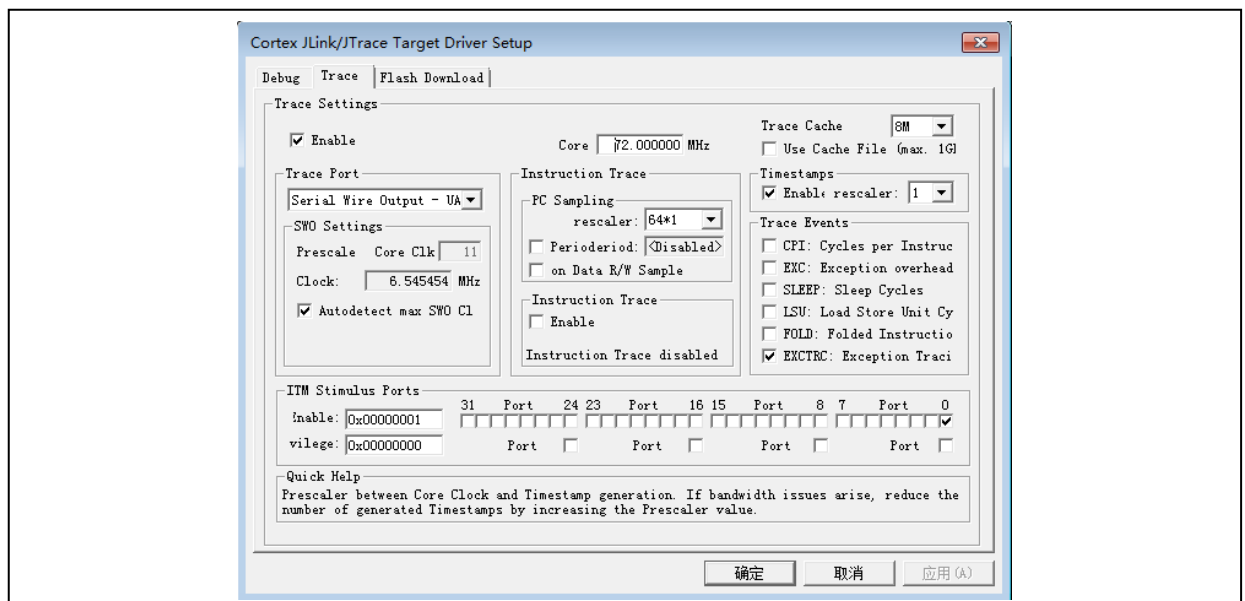 Cortex JLink/JTrace Target Driver Setup
Debug Trace Flash Download
Trace Settings
Enable
Core 72.000000 MHz
Trace Cache 8M
Use Cache File (max. 1G)
Trace Port
Serial Wire Output - UA
SWO Settings
Prescale Core Clk 11
Clock: 6.545454 MHz
Autodetect max SWO Cl
Instruction Trace
PC Sampling
rescaler: 64*1
Perioderiod: <Disabled>
on Data R/W Sample
Instruction Trace
Enable
Instruction Trace disabled
Timestamps
Enable rescaler: 1
Trace Events
CPI: Cycles per Instruc
EXC: Exception overhead
SLEEP: Sleep Cycles
LSU: Load Store Unit Cy
FOLD: Folded Instructio
EXCTRC: Exception Traci
ITM Stimulus Ports
31 Port 24 23 Port 16 15 Port 8 7 Port 0
Enable: 0x00000001
vilege: 0x00000000
Port Port Port Port
Quick Help
Prescaler between Core Clock and Timestamp generation. If bandwidth issues arise, reduce the
number of generated Timestamps by increasing the Prescaler value.
确定 取消 应用(A)